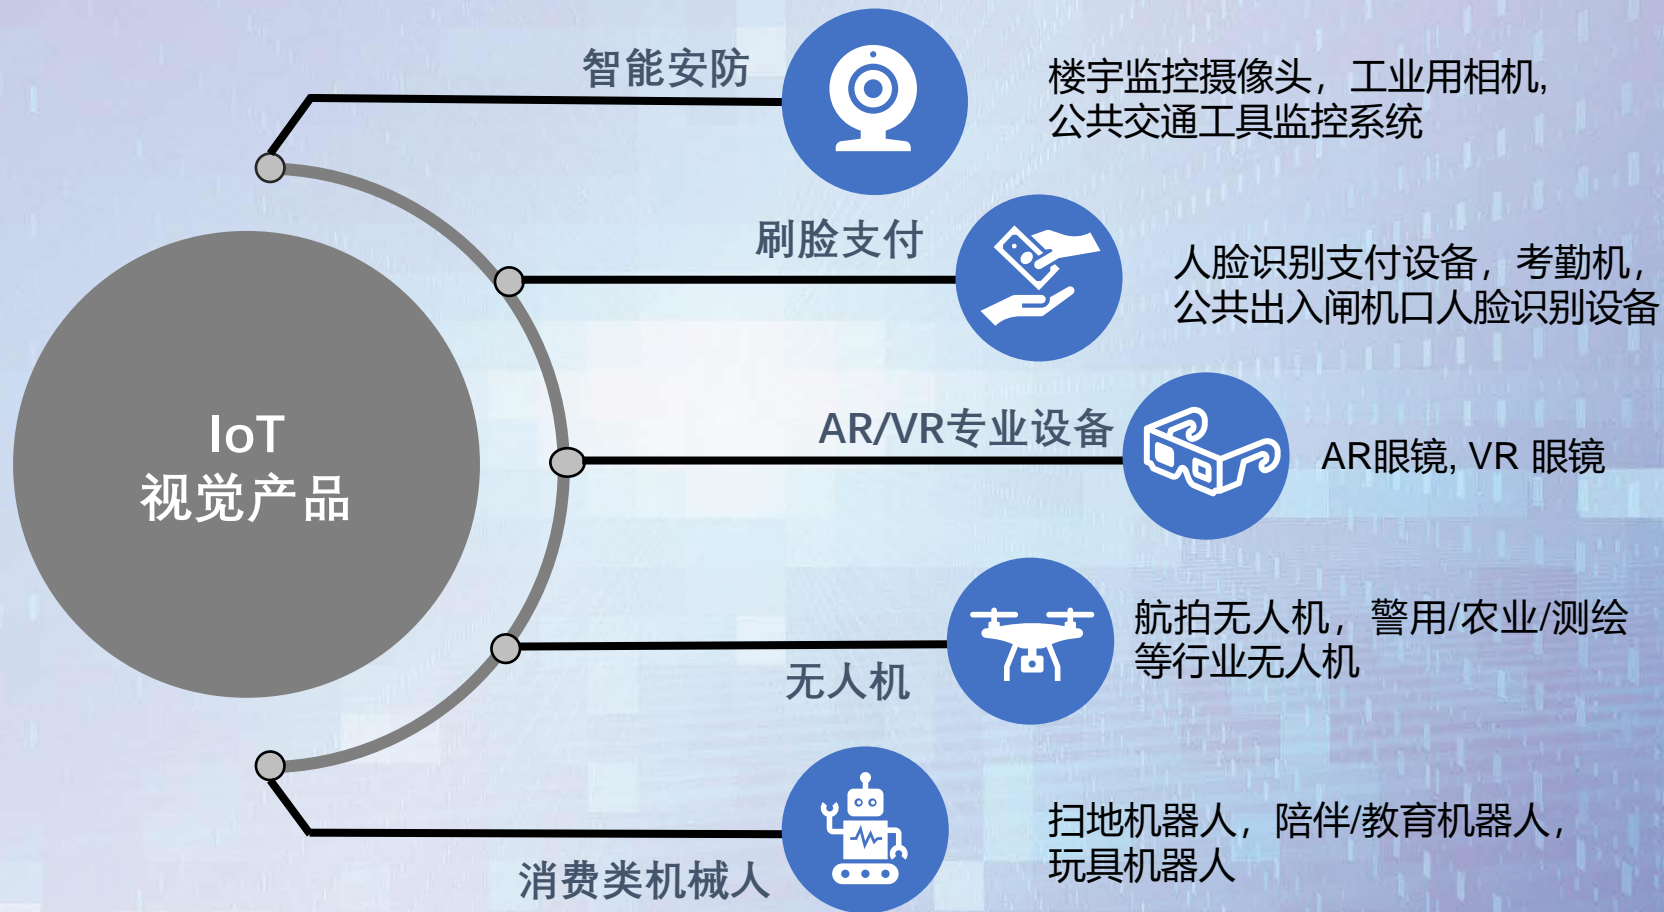 智能安防
楼宇监控摄像头，工业用相机,
公共交通工具监控系统
刷脸支付
人脸识别支付设备，考勤机，
公共出入闸机口人脸识别设备
IoT
视觉产品
AR/VR专业设备
AR眼镜, VR 眼镜
无人机
航拍无人机，警用/农业/测绘
等行业无人机
消费类机械人
扫地机器人，陪伴/教育机器人，
玩具机器人